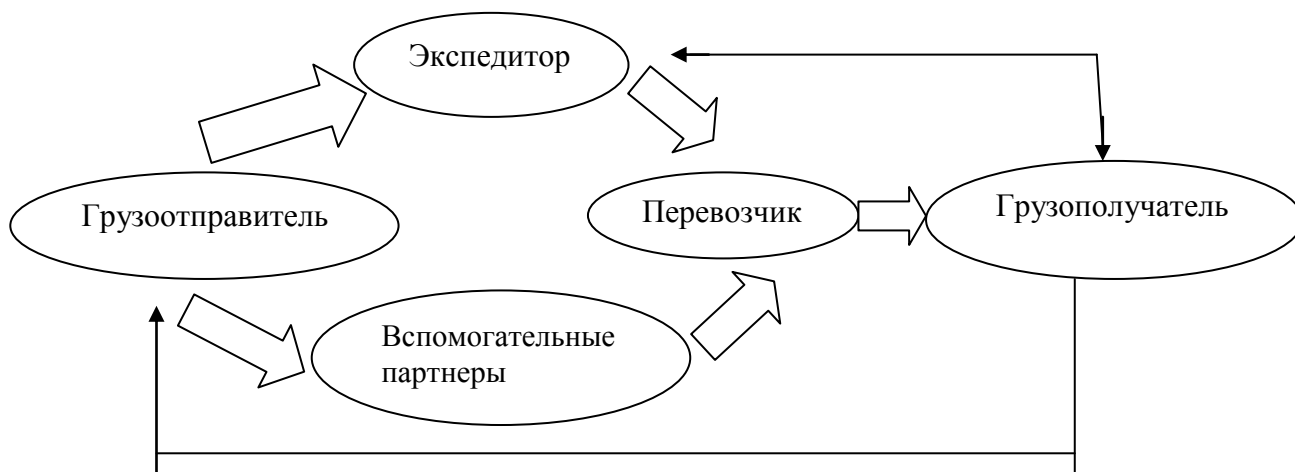 Экспедитор
Грузоотправитель
Перевозчик
Грузополучатель
Вспомогательные
партнеры